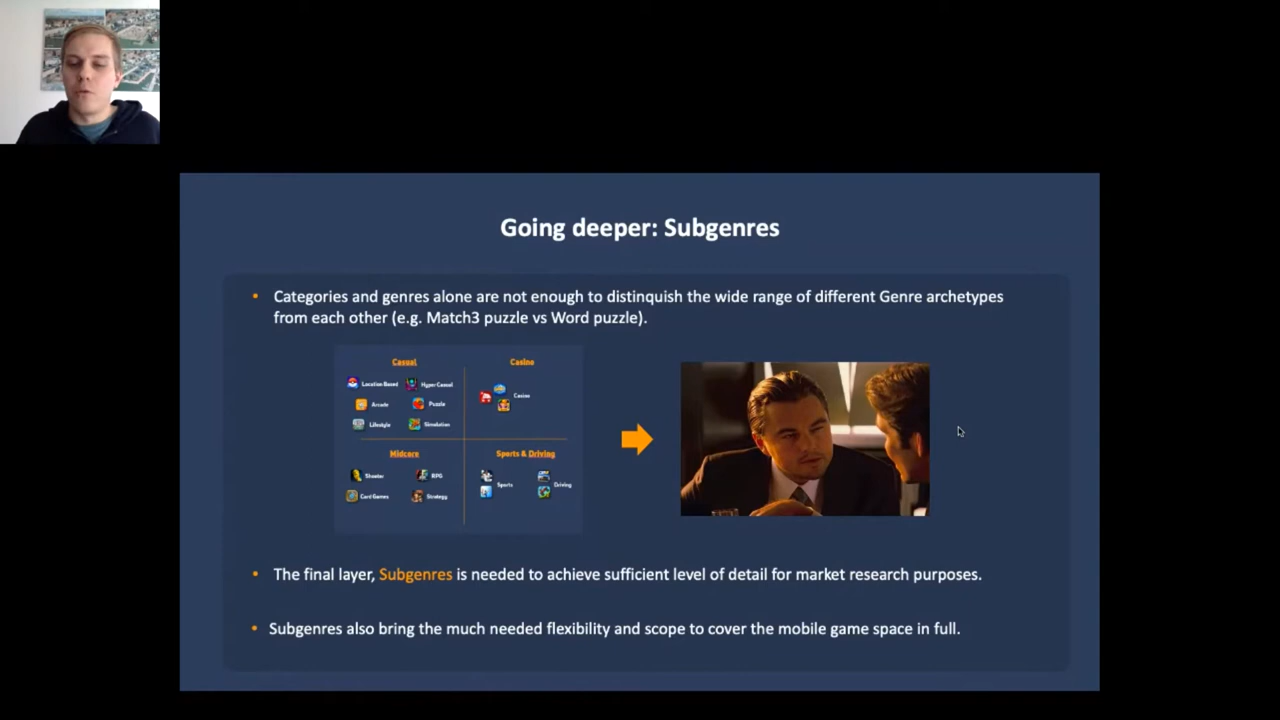 Going deeper: Subgenres
• Categories and genres alone are not enough to distinquish the wide range of different Genre archetypes
from each other (e.g. Match3 puzzle vs Word puzzle).
Casual
Location Based
Hyper Casual
Arcade
Puzzle
Lifestyle
Simulation
Casino
Casino
Midcore
Shooter
RPG
Card Games
Strategy
Sports & Driving
Sports
Driving
• The final layer, Subgenres is needed to achieve sufficient level of detail for market research purposes.
• Subgenres also bring the much needed flexibility and scope to cover the mobile game space in full.